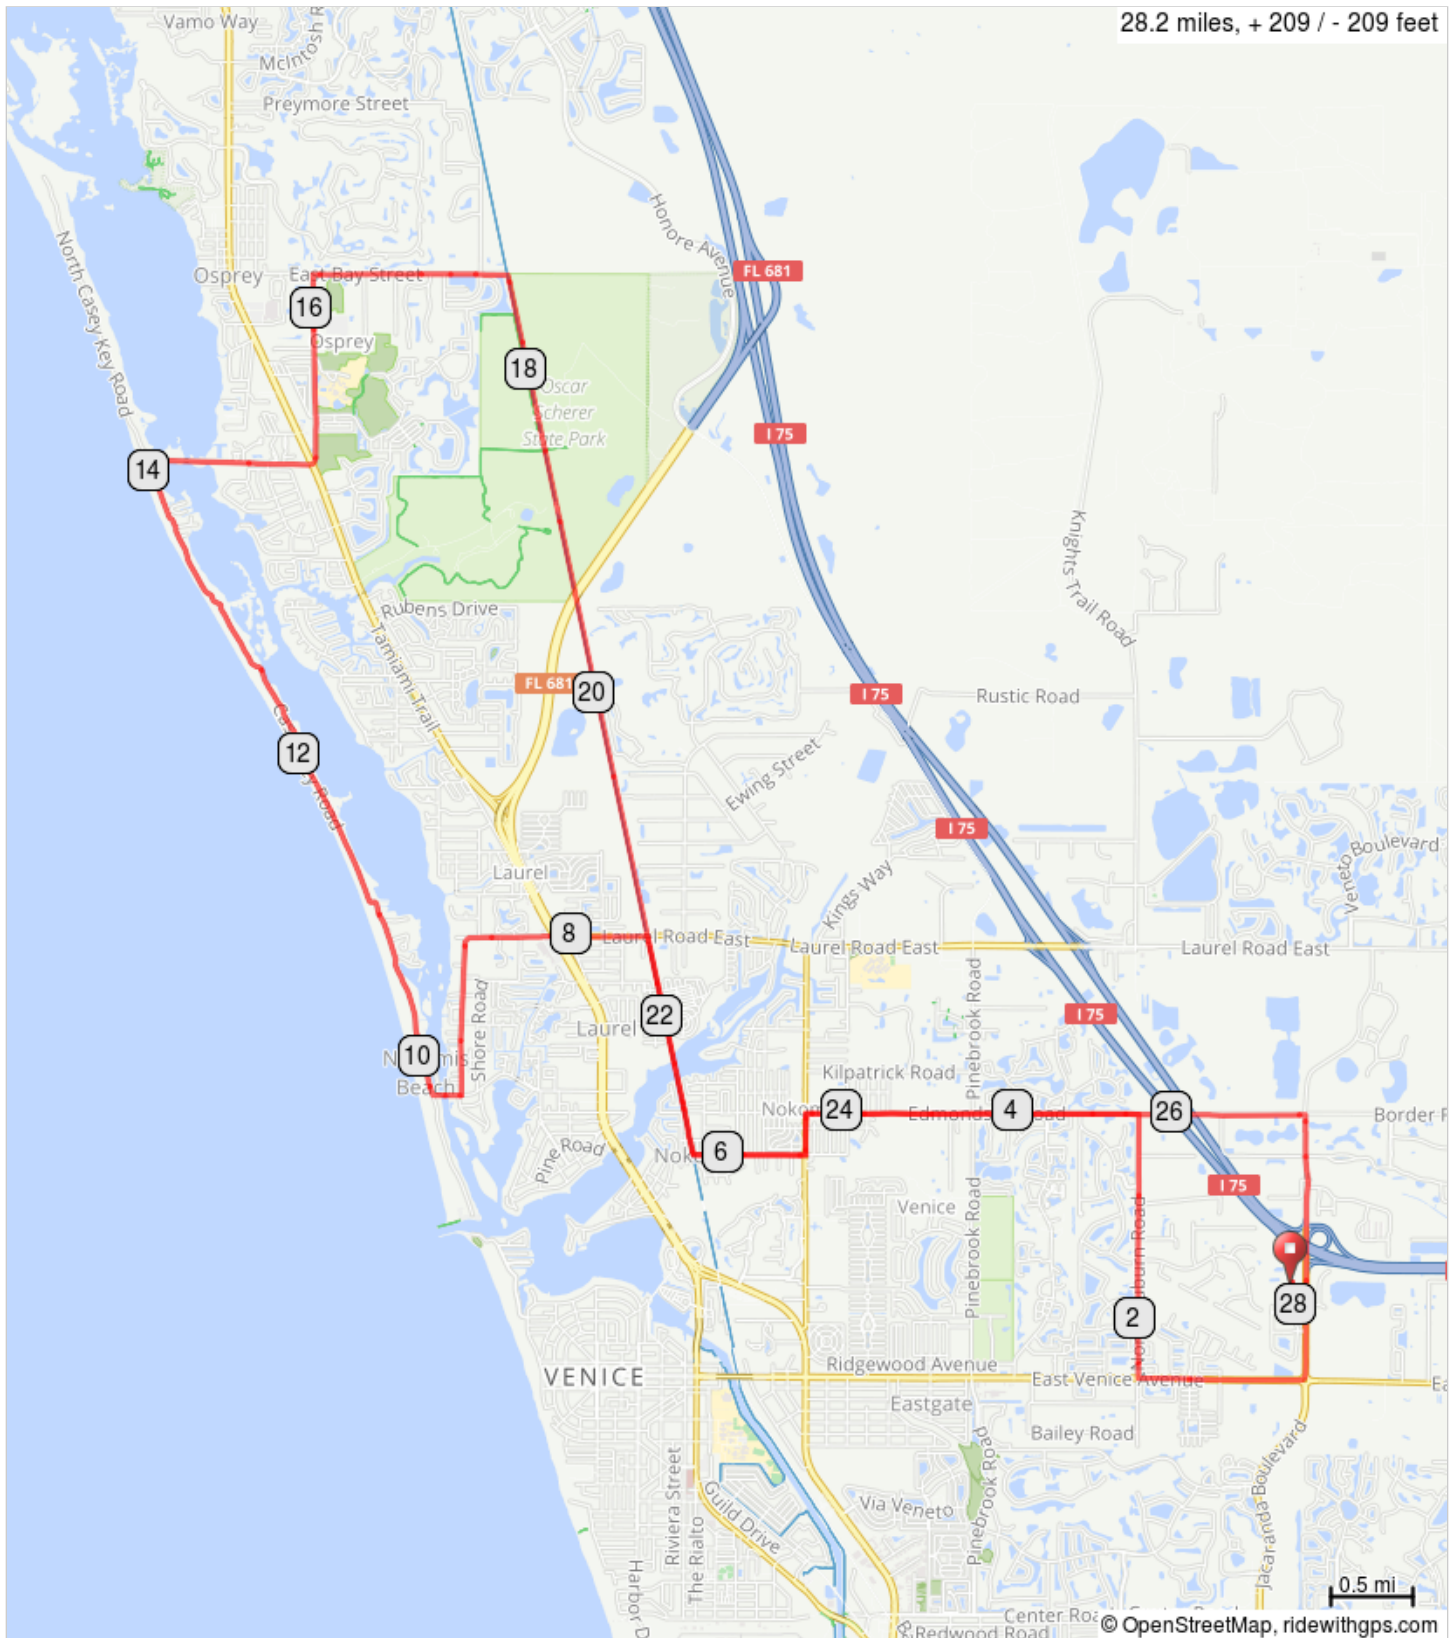 28.2 miles, + 209 / - 209 feet
Vamo Way
McIntosh R
Preymore Street
Honore Avenue
North Casey Key Road
Osprey
East Bay Street
FL 681
16
Osprey
18
Oscar
Scherer
State Park
I 75
14
Knights Trail Road
Rubens Drive
Tamiami Trail
FL 681
20
I 75
Rustic Road
12
Ewing Street
I 75
Veneto Boulevard
Laurel
Kings Way
8
Laurel Road East
Laurel Road East
Laurel Road East
Pinebrook Road
Shore Road
22
Laurel
I 75
10
Beach
Kilpatrick Road
24
4
26
Border
Pine Road
6
I 75
Venice
Pinebrook Road
2
28
VENICE
Ridgewood Avenue
East Venice Avenue
Eastgate
Bailey Road
Pinebrook Road
Jacaranda Boulevard
Riviera Street
The Rialto
Guild Drive
Via Veneto
0.5 mi
Center Roa
Redwood Road
© OpenStreetMap, ridewithgps.com